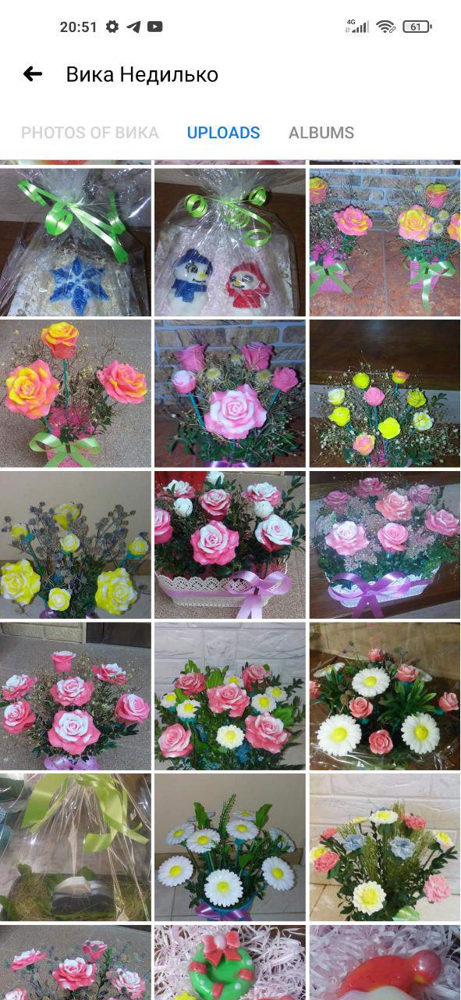 20:51
4G
61
Вика Недилько
PHOTOS OF ВИКА
UPLOADS
ALBUMS